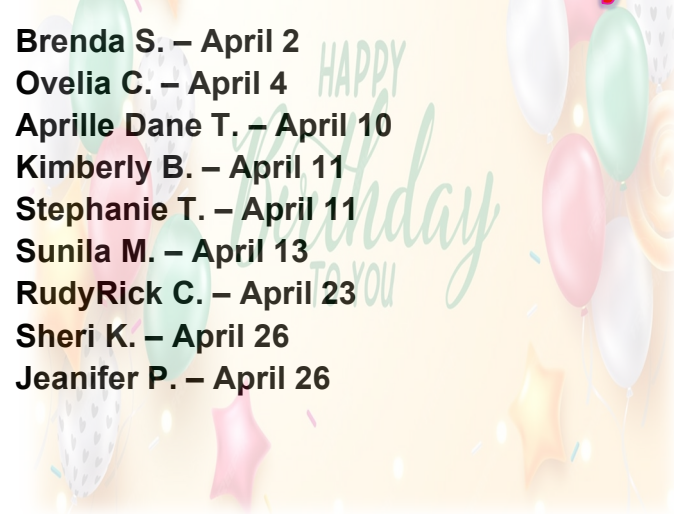 Brenda S. – April 2
Ovelia C. – April 4
Aprille Dane T. – April 10
Kimberly B. – April 11
Stephanie T. – April 11
Sunila M. – April 13
RudyRick C. – April 23
Sheri K. – April 26
Jeanifer P. – April 26
HAPPY
Birthday
TO YOU